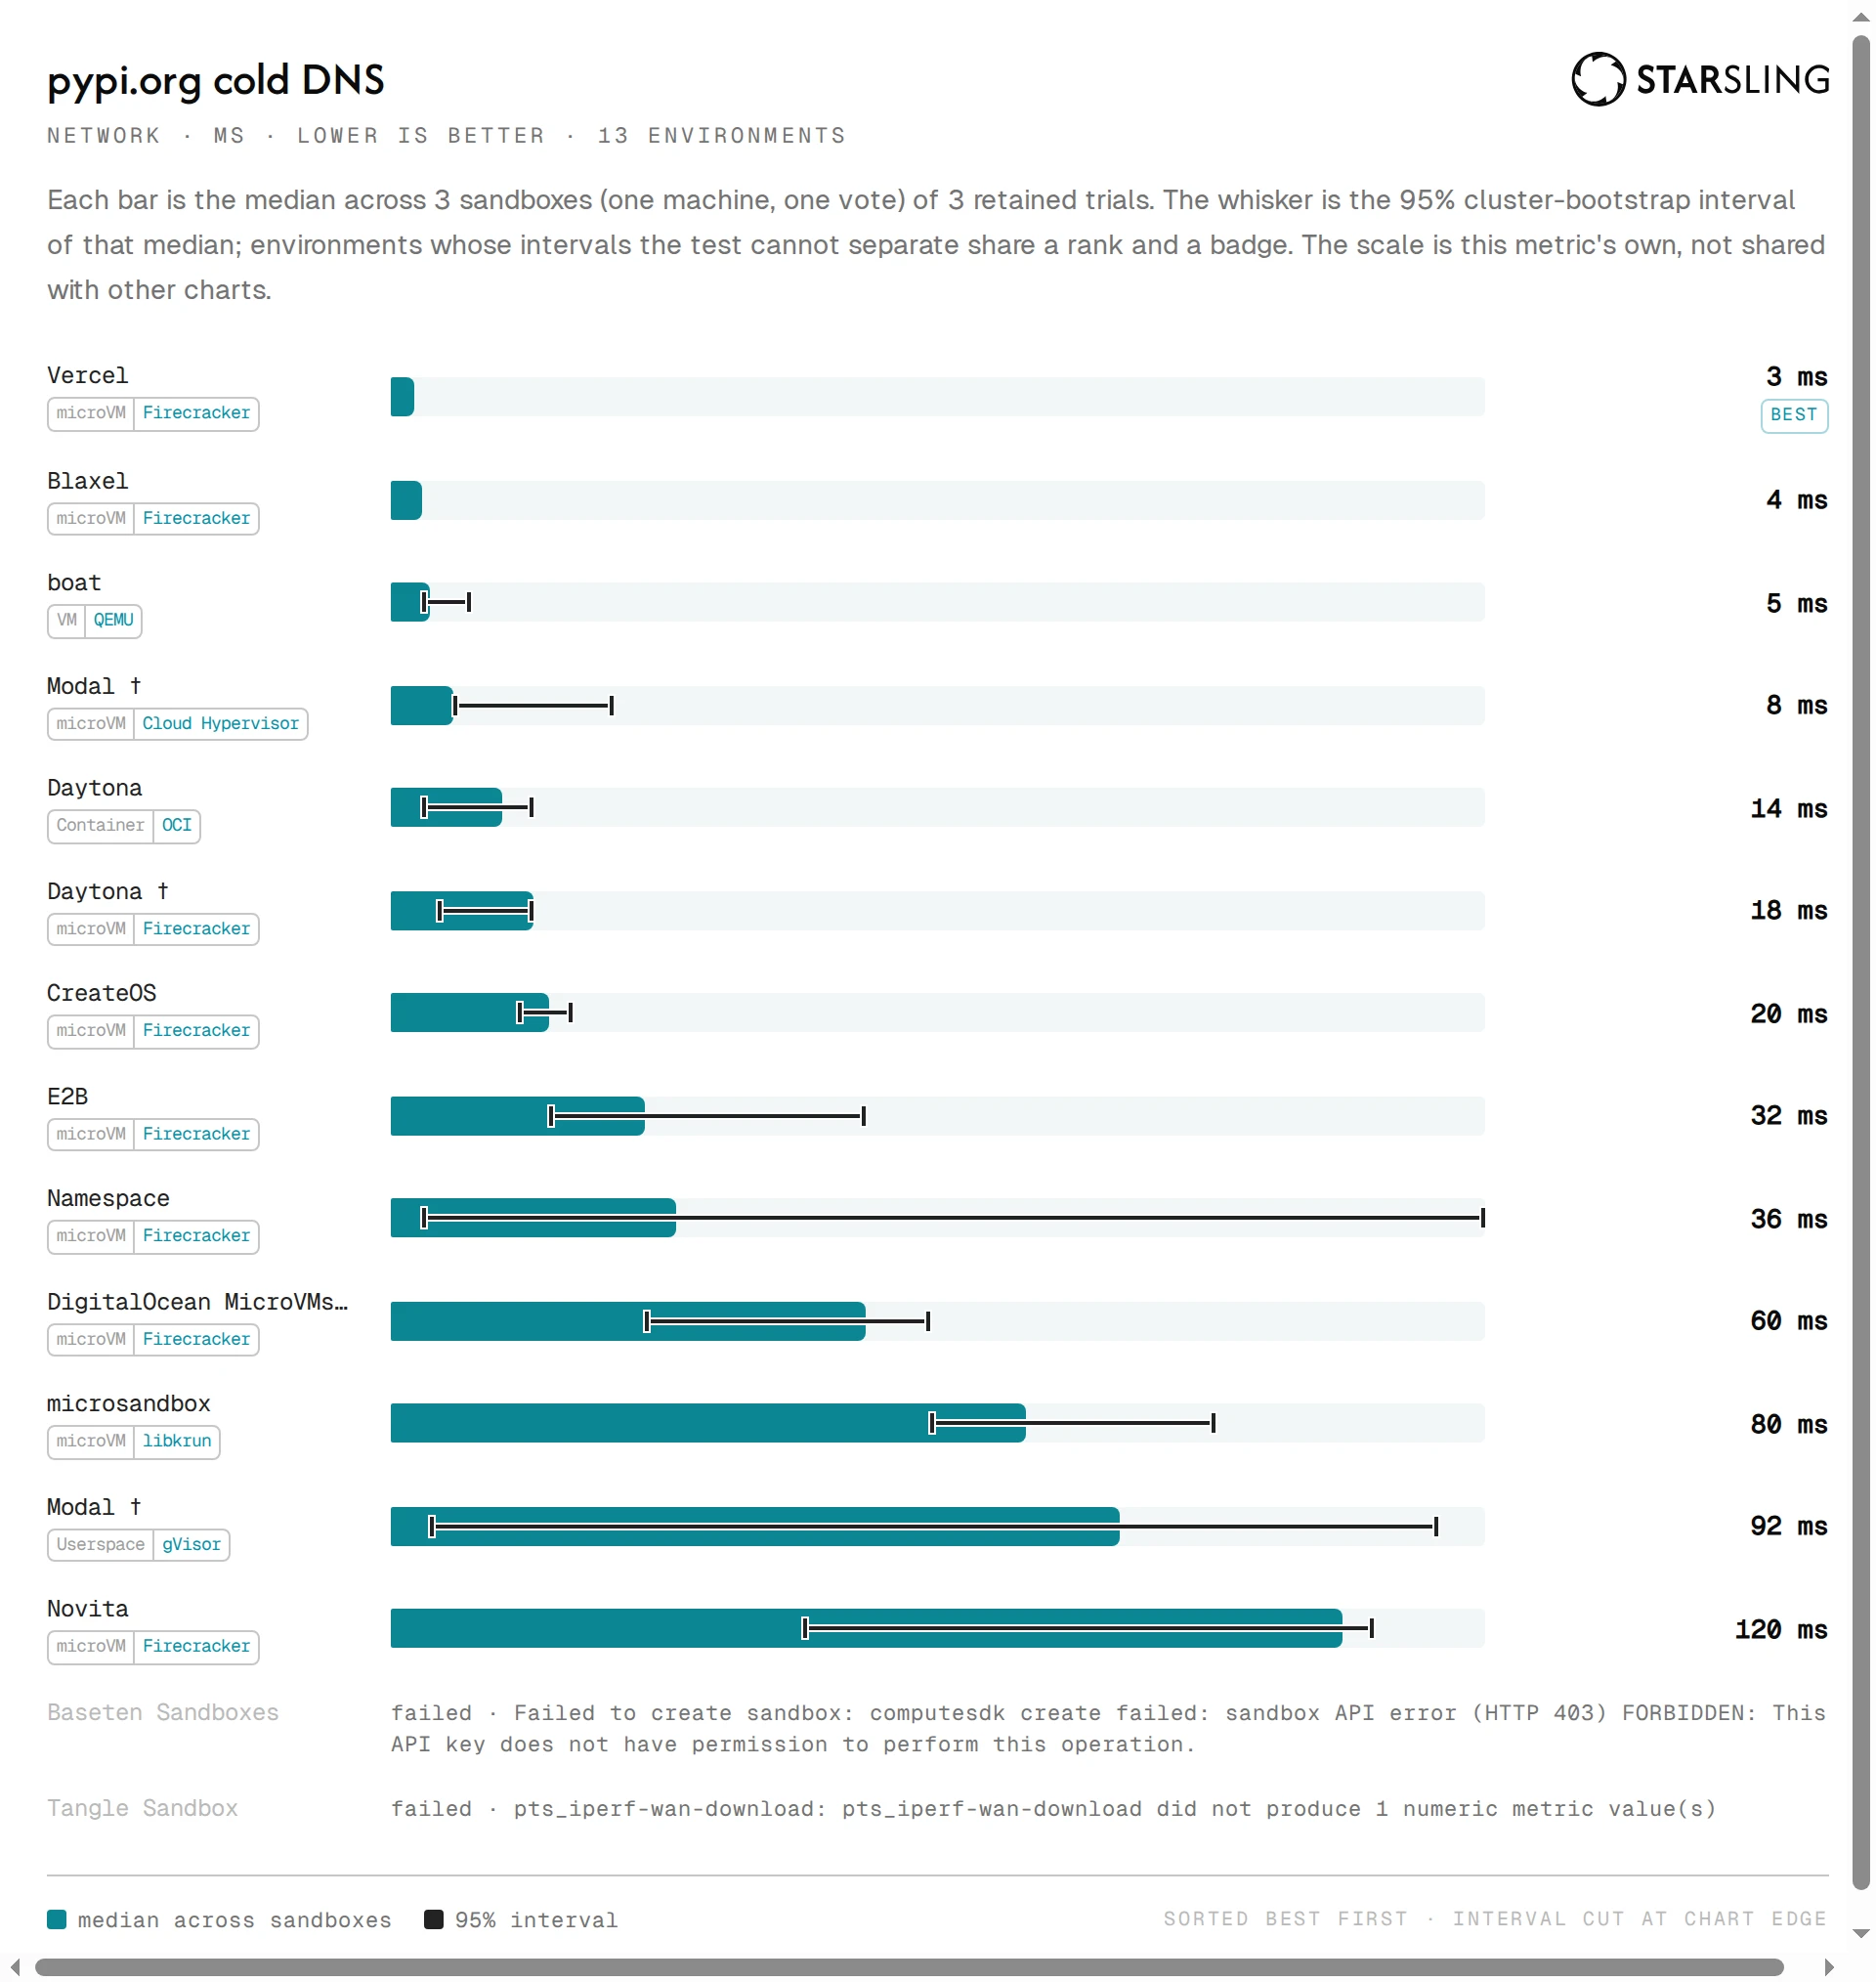 pypi.org cold DNS
STARSLING
NETWORK · MS · LOWER IS BETTER · 13 ENVIRONMENTS
Each bar is the median across 3 sandboxes (one machine, one vote) of 3 retained trials. The whisker is the 95% cluster-bootstrap interval
of that median; environments whose intervals the test cannot separate share a rank and a badge. The scale is this metric's own, not shared
with other charts.
Vercel
microVM Firecracker
3 ms
BEST
Blaxel
microVM Firecracker
4 ms
boat
VM QEMU
5 ms
Modal †
microVM Cloud Hypervisor
8 ms
Daytona
Container OCI
14 ms
Daytona †
microVM Firecracker
18 ms
CreateOS
microVM Firecracker
20 ms
E2B
microVM Firecracker
32 ms
Namespace
microVM Firecracker
36 ms
DigitalOcean MicroVMs…
microVM Firecracker
60 ms
microsandbox
microVM libkrun
80 ms
Modal †
Userspace gVisor
92 ms
Novita
microVM Firecracker
120 ms
Baseten Sandboxes
failed · Failed to create sandbox: computesdk create failed: sandbox API error (HTTP 403) FORBIDDEN: This
API key does not have permission to perform this operation.
Tangle Sandbox
failed · pts_iperf-wan-download: pts_iperf-wan-download did not produce 1 numeric metric value(s)
median across sandboxes
95% interval
SORTED BEST FIRST · INTERVAL CUT AT CHART EDGE